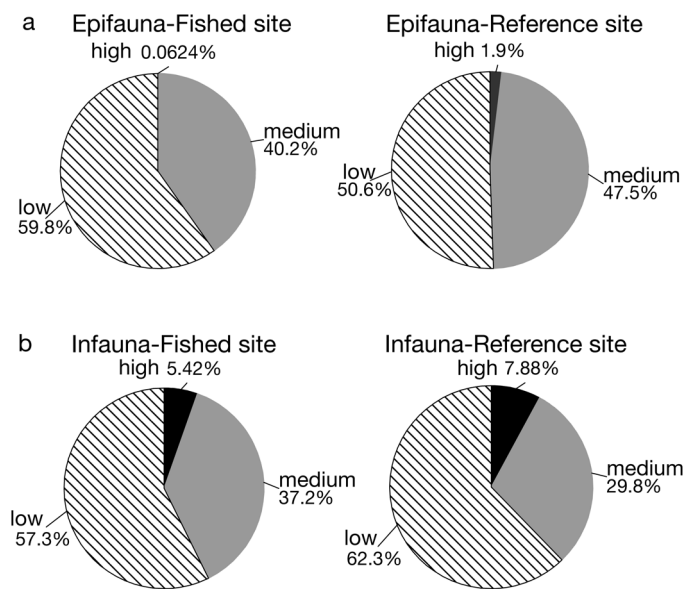 a
Epifauna-Fished site
high 0.0624%
medium
40.2%
low
59.8%
Epifauna-Reference site
high 1.9%
low
50.6%
medium
47.5%
b
Infauna-Fished site
high 5.42%
medium
37.2%
low
57.3%
Infauna-Reference site
high 7.88%
medium
29.8%
low
62.3%